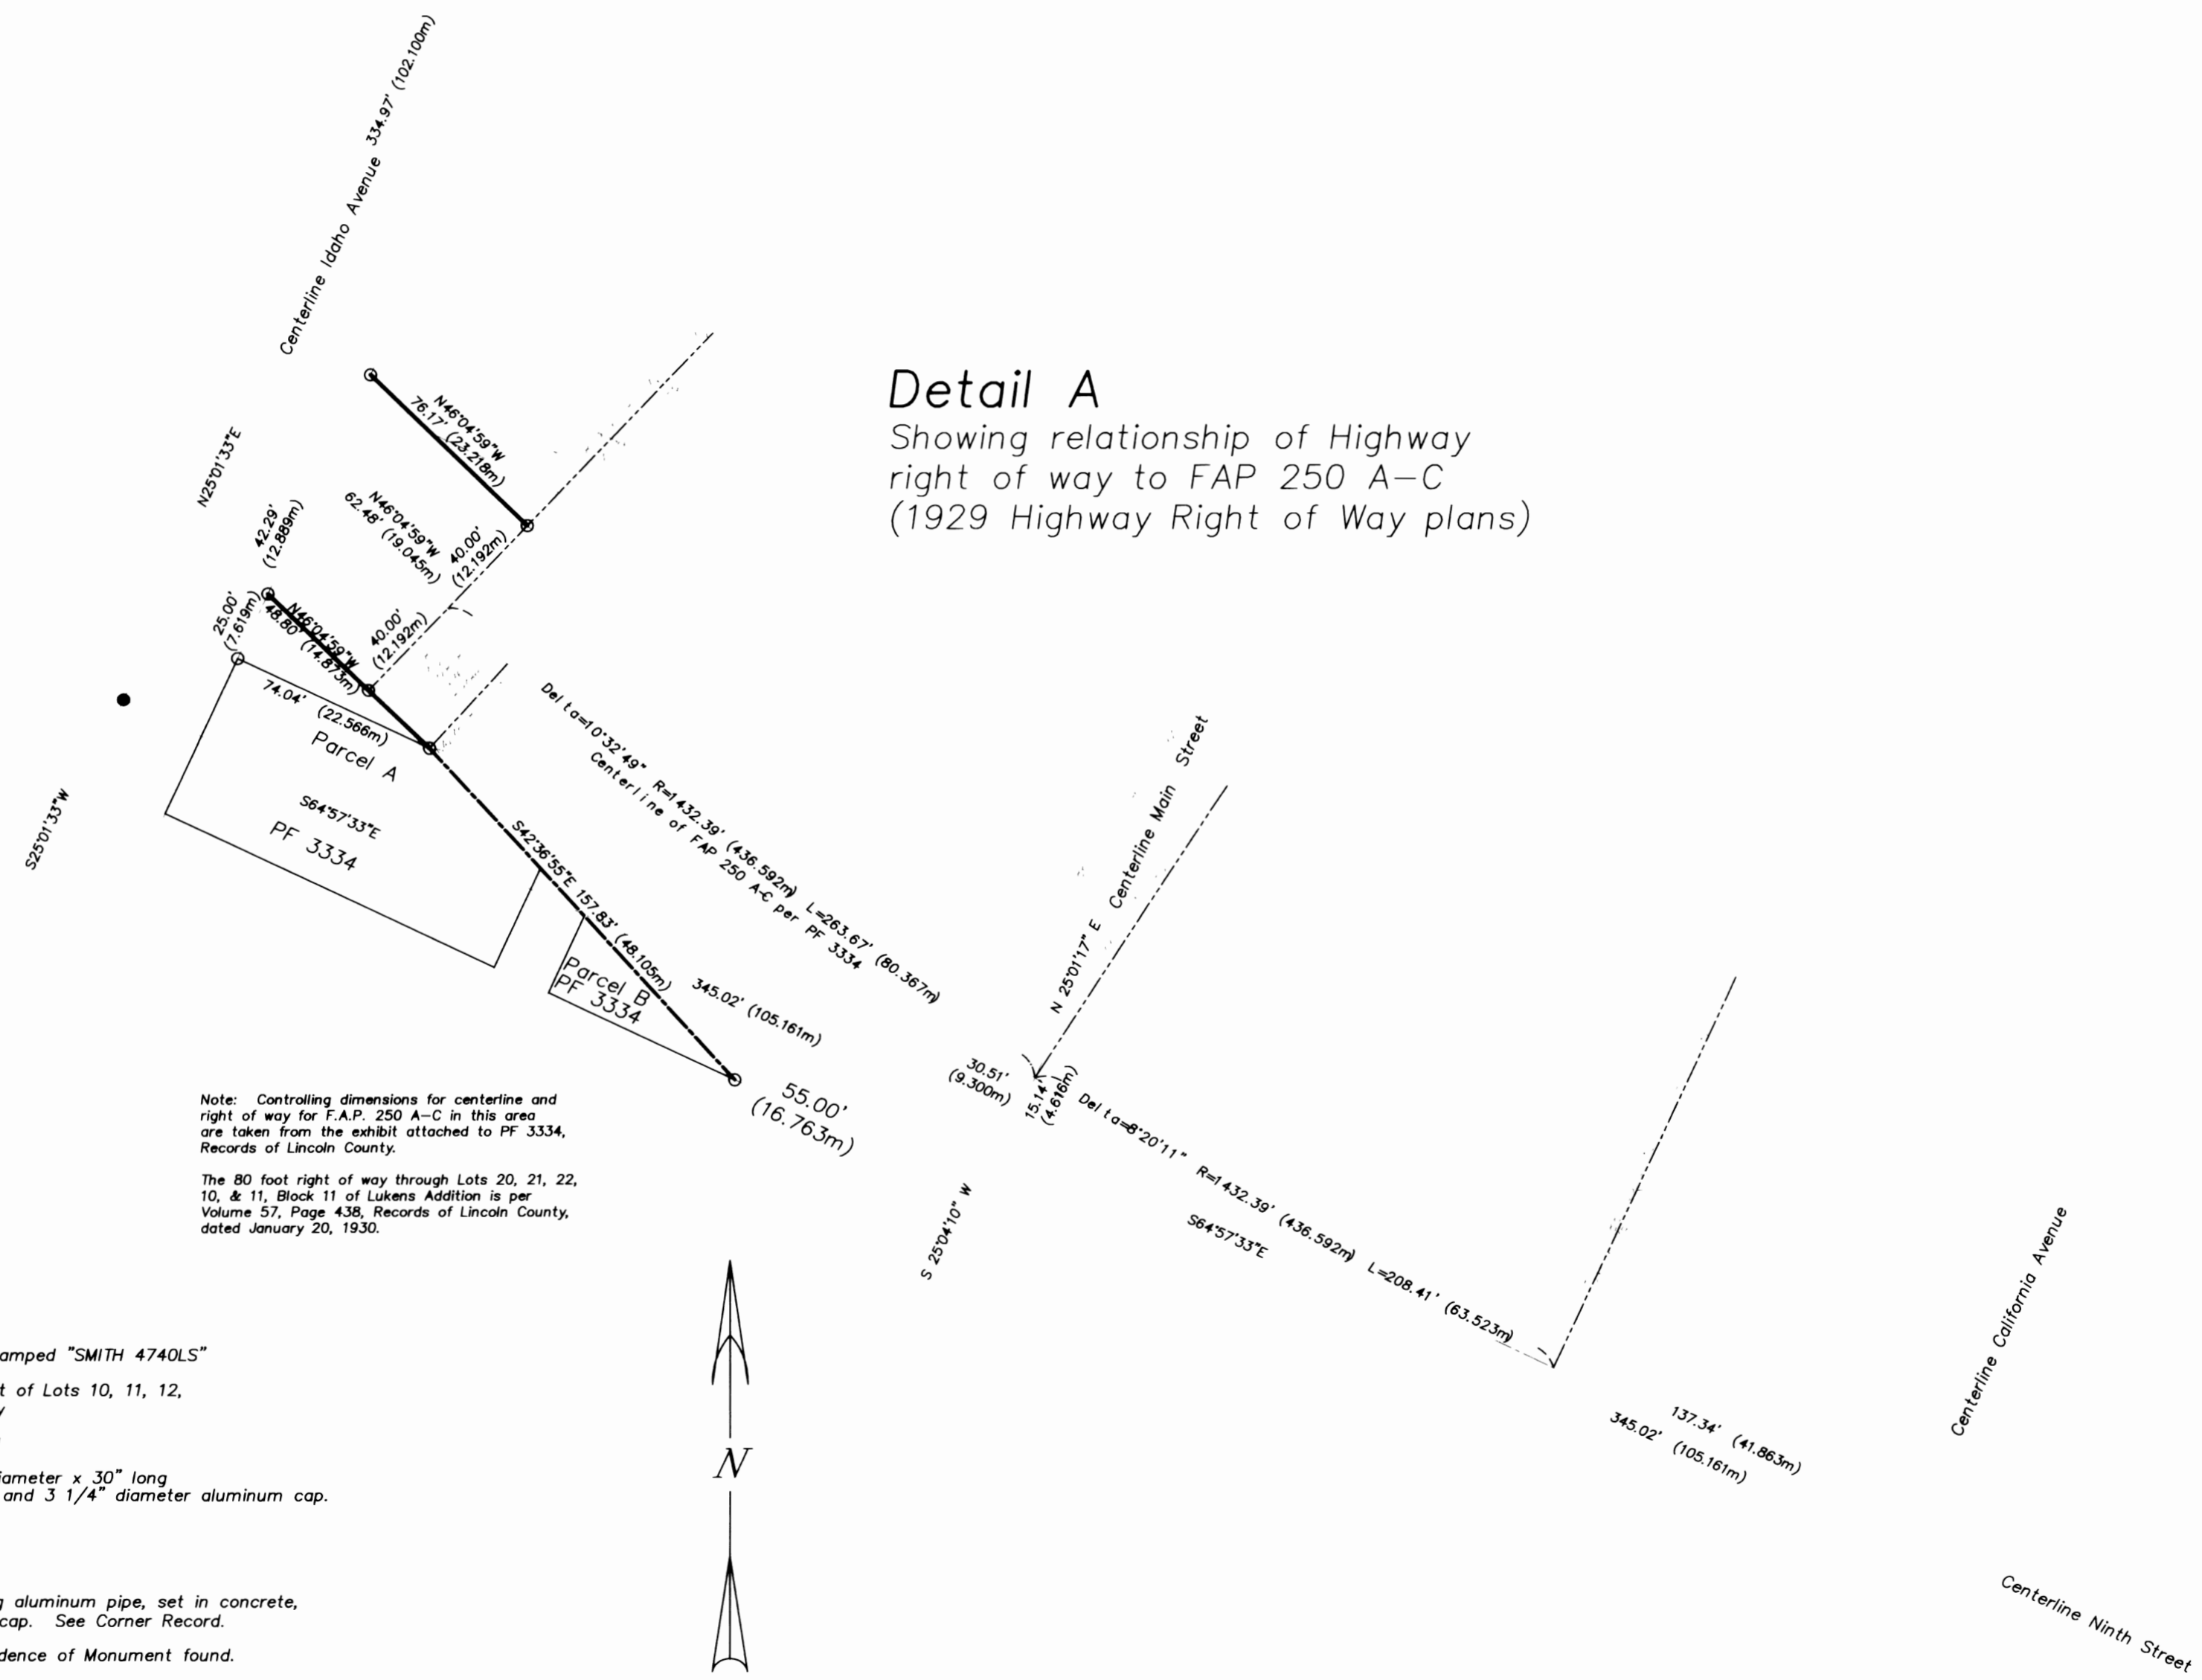 Centerline Idaho Avenue 334.97' (102.100m)
Detail A
Showing relationship of Highway
right of way to FAP 250 A-C
(1929 Highway Right of Way plans)
N46°04'59"W
76.17' (23.218m)
N25°01'33"E
42.29'
(12.889m)
N46°04'59"W
62.48' (19.045m)
40.00'
(12.192m)
25.00'
(7.619m)
N46°04'59"W
48.80' (14.873m)
40.00'
(12.192m)
74.04' (22.566m)
Parcel A
S64°57'33"E
PF 3334
S25°01'33"W
Delta=10°32'49" R=1432.39' (436.592m) L=263.67' (80.367m)
Centerline of FAP 250 A-C per PF 3334
S42°36'55"E 157.83' (48.105m)
Parcel B
PF 3334
345.02' (105.161m)
N 25°01'17" E Centerline Main Street
30.51'
(9.300m)
15.14'
(4.616m)
55.00'
(16.763m)
Delta=8°20'11" R=1432.39' (436.592m) L=208.41' (63.523m)
S64°57'33"E
S 25°04'10" W
Note: Controlling dimensions for centerline and
right of way for F.A.P. 250 A-C in this area
are taken from the exhibit attached to PF 3334,
Records of Lincoln County.
The 80 foot right of way through Lots 20, 21, 22,
10, & 11, Block 11 of Lukens Addition is per
Volume 57, Page 438, Records of Lincoln County,
dated January 20, 1930.
Centerline California Avenue
137.34' (41.863m)
345.02' (105.161m)
Centerline Ninth Street
N
amped "SMITH 4740LS"
t of Lots 10, 11, 12,
iameter x 30" long
and 3 1/4" diameter aluminum cap.
g aluminum pipe, set in concrete,
cap. See Corner Record.
dence of Monument found.